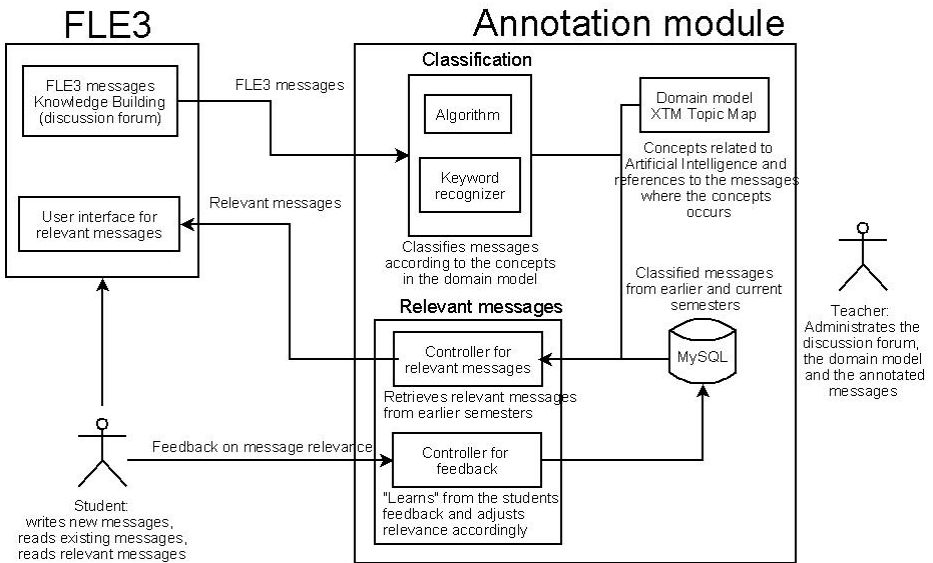 FLE3
Annotation module
FLE3 messages
Knowledge Building
(discussion forum)
User interface for
relevant messages
FLE3 messages
Relevant messages
Classification
Algorithm
Keyword
recognizer
Classifies messages
according to the concepts
in the domain model
Domain model
XTM Topic Map
Concepts related to
Artificial Intelligence and
references to the messages
where the concepts
occurs
Classified messages
from earlier and current
semesters
MySQL
Relevant messages
Controller for
relevant messages
Retrieves relevant messages
from earlier semesters
Controller for
feedback
"Learns" from the students
feedback and adjusts
relevance accordingly
Feedback on message relevance
Student:
writes new messages,
reads existing messages,
reads relevant messages
Teacher:
Administrates the
discussion forum,
the domain model
and the annotated
messages